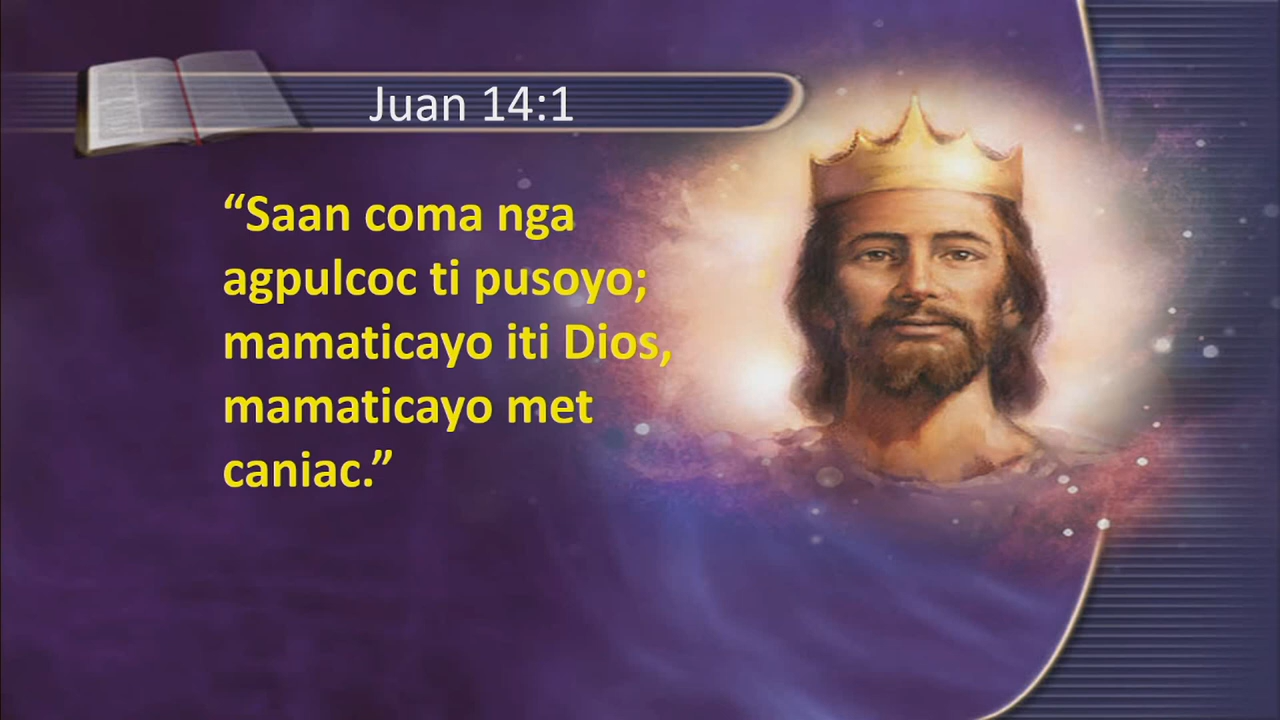 Juan 14:1
“Saan coma nga
agpulcoc ti pusoyo;
mamaticayo iti Dios,
mamaticayo met
caniac.”